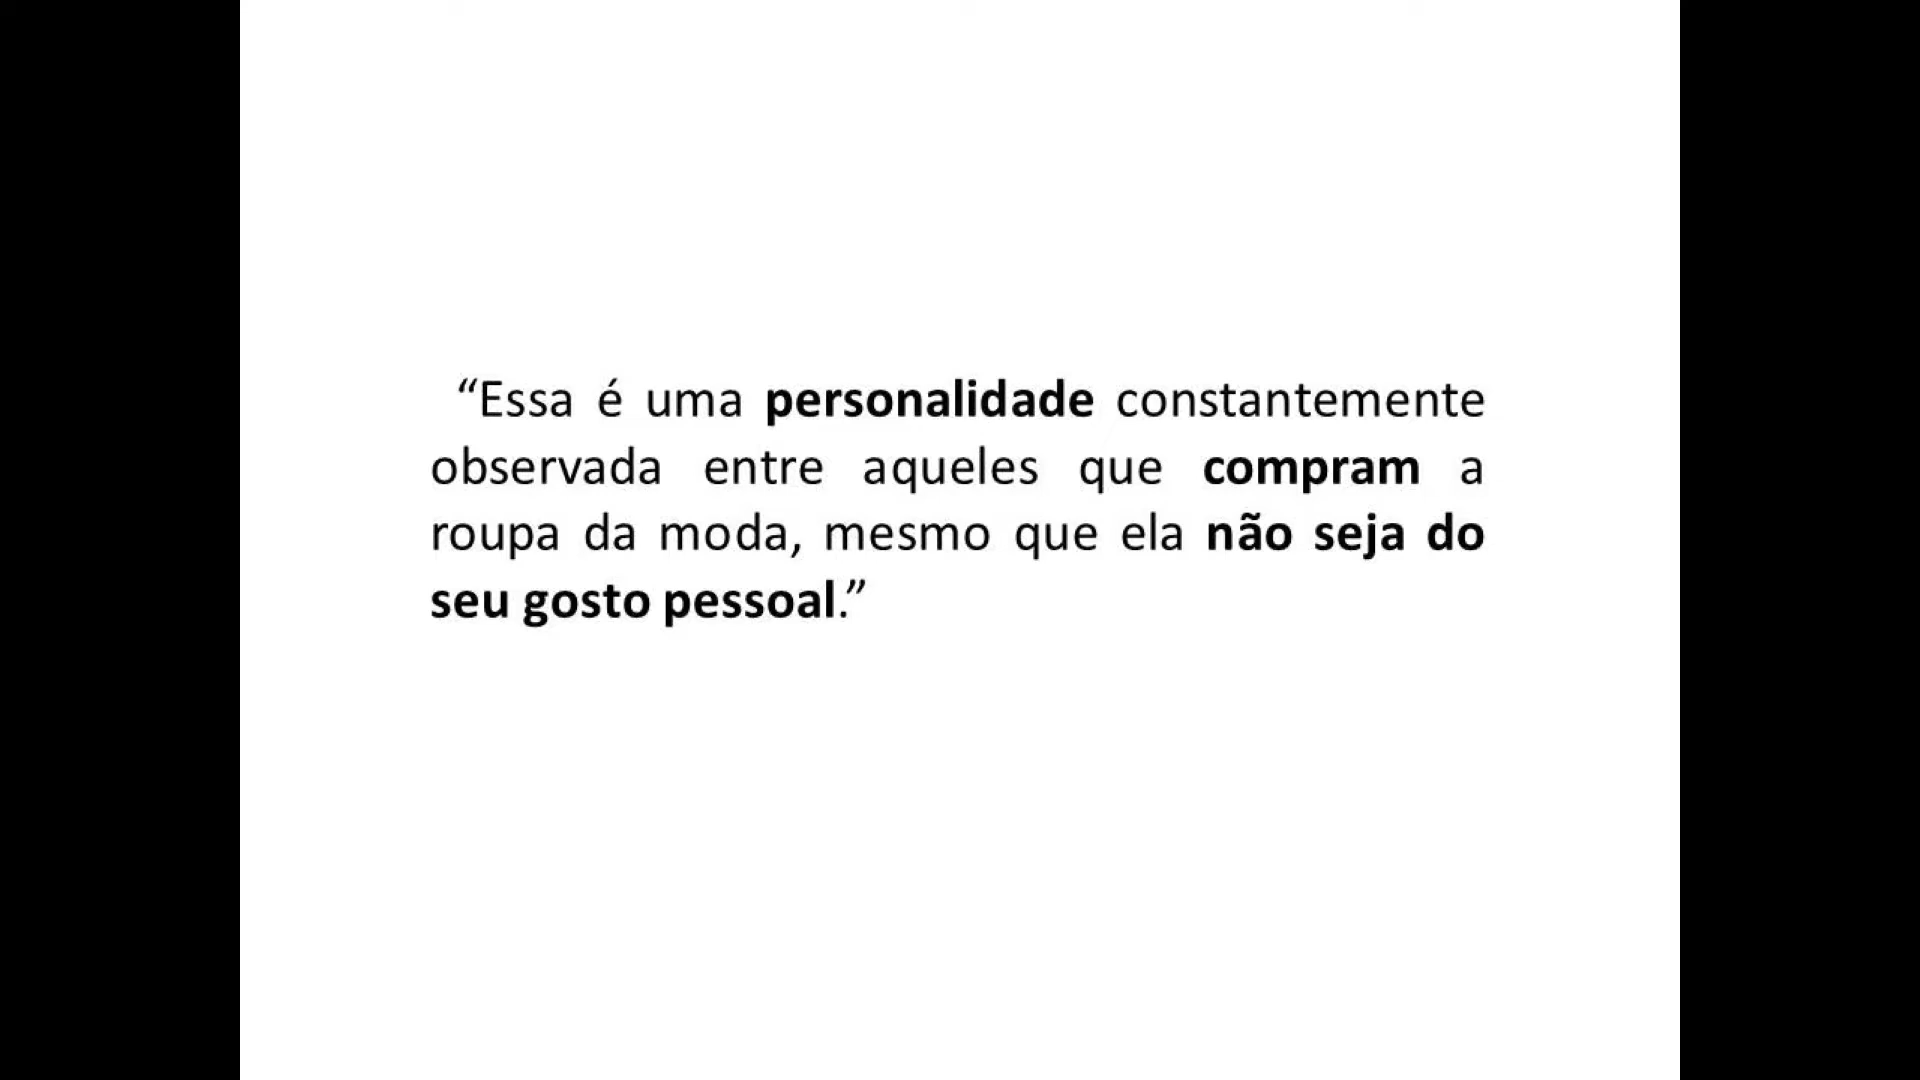 “Essa é uma personalidade constantemente
observada entre aqueles que compram a
roupa da moda, mesmo que ela não seja do
seu gosto pessoal.”